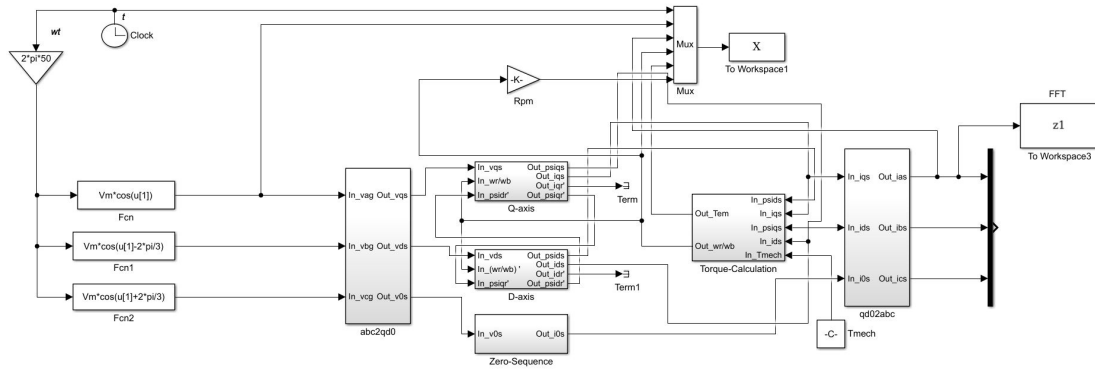 t
wt
Clock
2*pi*50
Mux
Mux
X
To Workspace1
-K-
Rpm
FFT
z1
To Workspace3
Vm*cos(u[1])
Fcn
Vm*cos(u[1]-2*pi/3)
Fcn1
Vm*cos(u[1]+2*pi/3)
Fcn2
In_vag Out_vqs
In_vbg Out_vds
In_vcg Out_v0s
abc2qd0
In_vqs
In_wr/wb
In_psidr'
Out_psiqs
Out_iqs
Out_iqr'
Out_psiqr'
Q-axis
Term
In_vds
In_(wr/wb) '
In_psiqr'
Out_psids
Out_ids
Out_idr'
Out_psidr'
D-axis
Term1
In_v0s Out_i0s
Zero-Sequence
Out_Tem
Out_wr/wb
In_psids
In_iqs
In_psiqs
In_ids
In_Tmech
Torque-Calculation
In_iqs Out_ias
In_ids Out_ibs
In_i0s Out_ics
qd02abc
-C-
Tmech